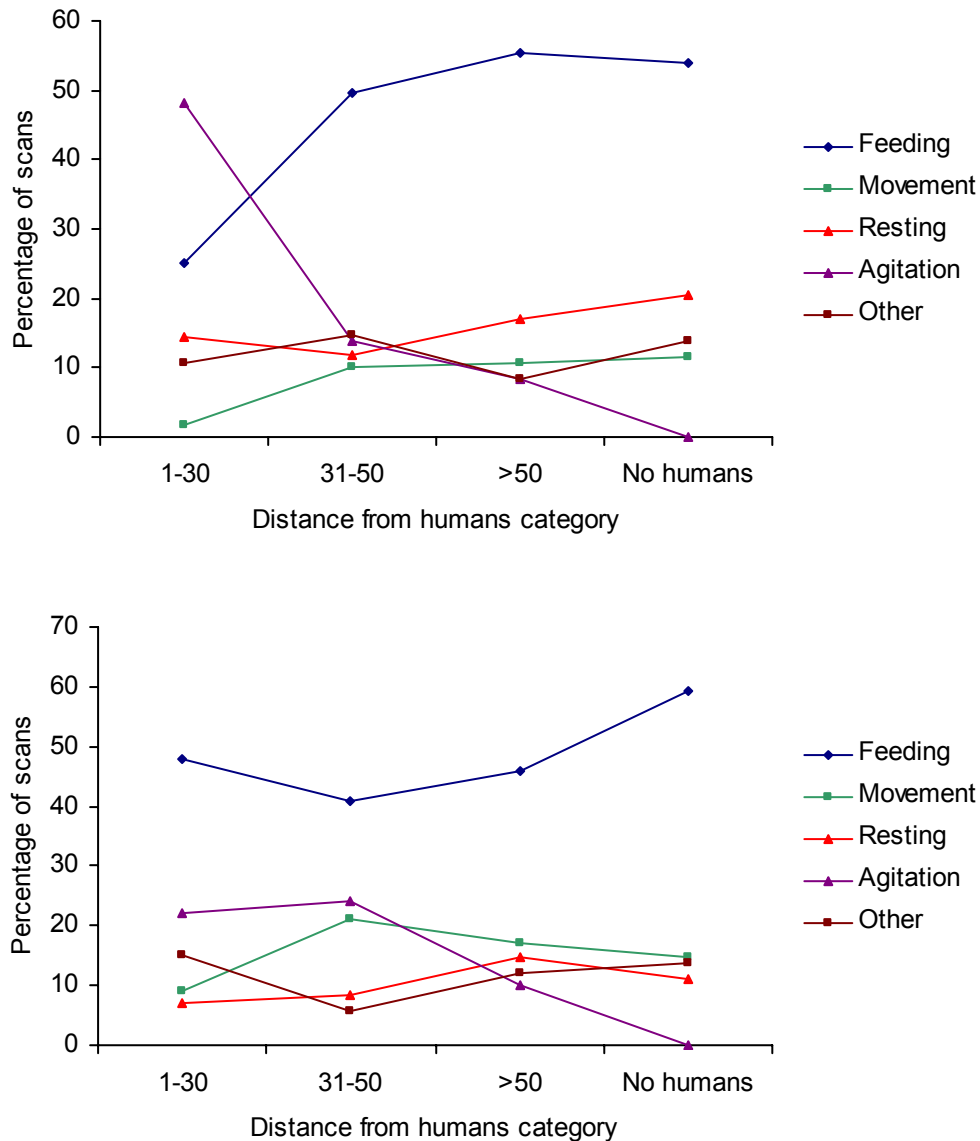 60
50
40
30
20
10
0
Percentage of scans
1-30 31-50 >50 No humans
Distance from humans category
Feeding
Movement
Resting
Agitation
Other
70
60
50
40
30
20
10
0
Percentage of scans
1-30 31-50 >50 No humans
Distance from humans category
Feeding
Movement
Resting
Agitation
Other